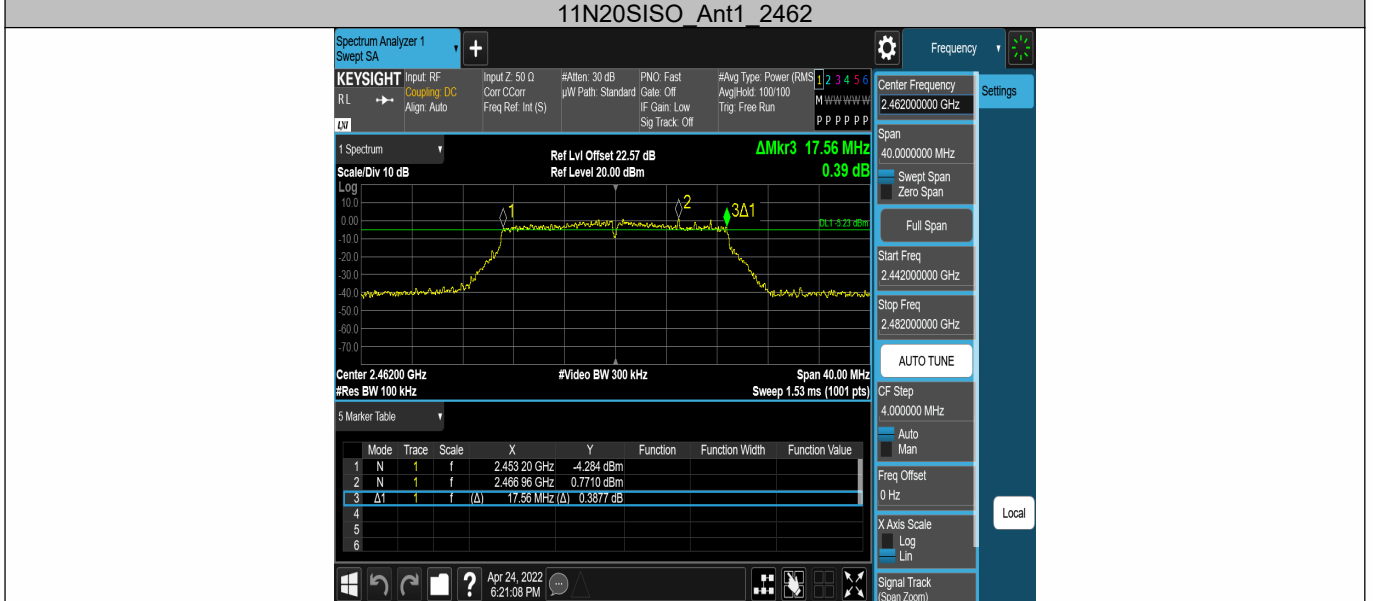 11N20SISO_Ant1_2462
Spectrum Analyzer 1
Swept SA
+
Frequency
KEYSIGHT
RL
LXI
Input: RF
Coupling: DC
Align: Auto
Input Z: 50 Ω
Corr CCorr
Freq Ref: Int (S)
#Atten: 30 dB
µW Path: Standard
PNO: Fast
Gate: Off
IF Gain: Low
Sig Track: Off
#Avg Type: Power (RMS
Avg|Hold: 100/100
Trig: Free Run
1 2 3 4 5 6
M W W W W W
P P P P P P
1 Spectrum
Scale/Div 10 dB
Ref Lvl Offset 22.57 dB
Ref Level 20.00 dBm
ΔMkr3 17.56 MHz
0.39 dB
Log
10.0
0.00
-10.0
-20.0
-30.0
-40.0
-50.0
-60.0
-70.0
1
2
3Δ1
DL1 -5.23 dBm
Center 2.46200 GHz
#Video BW 300 kHz
Span 40.00 MHz
#Res BW 100 kHz
Sweep 1.53 ms (1001 pts)
5 Marker Table
Mode Trace Scale X Y Function Function Width Function Value
1 N 1 f 2.453 20 GHz -4.284 dBm
2 N 1 f 2.466 96 GHz 0.7710 dBm
3 Δ1 1 f (Δ) 17.56 MHz (Δ) 0.3877 dB
4
5
6
?
Apr 24, 2022
6:21:08 PM
Center Frequency
2.462000000 GHz
Settings
Span
40.0000000 MHz
Swept Span
Zero Span
Full Span
Start Freq
2.442000000 GHz
Stop Freq
2.482000000 GHz
AUTO TUNE
CF Step
4.000000 MHz
Auto
Man
Freq Offset
0 Hz
X Axis Scale
Log
Lin
Local
Signal Track
(Span Zoom)